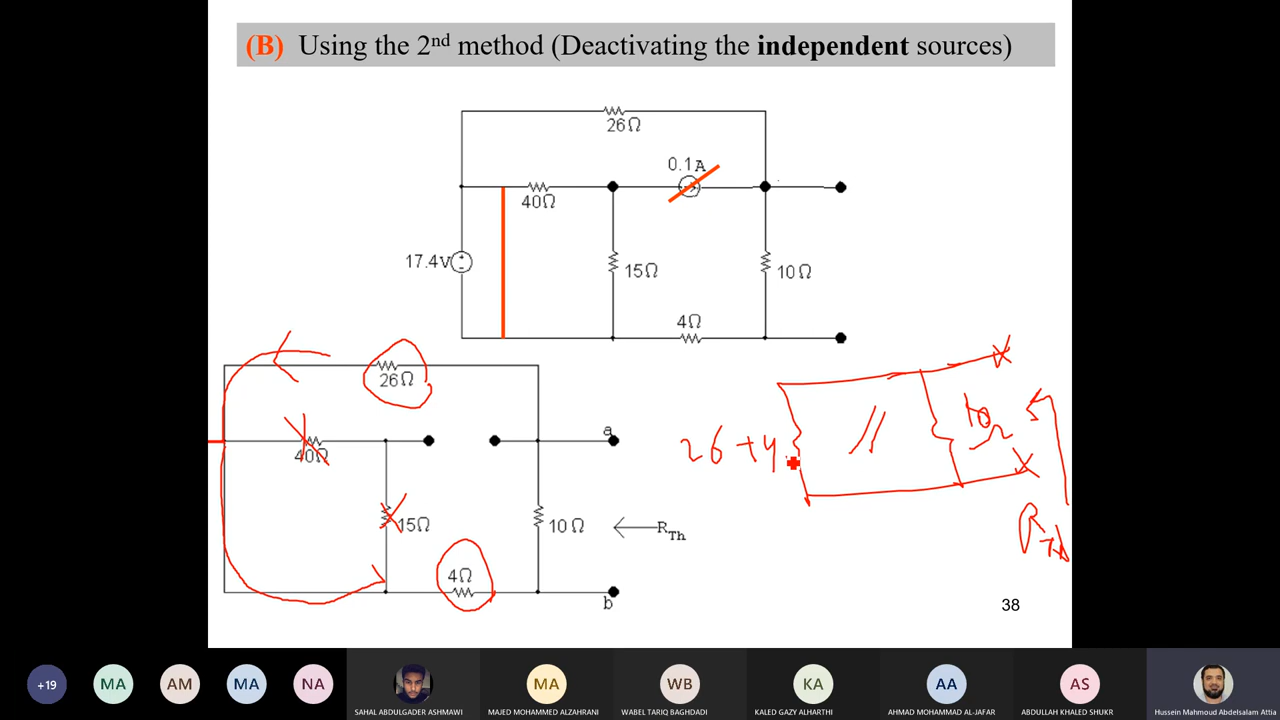 (B) Using the 2nd method (Deactivating the independent sources)
26Ω
0.1A
40Ω
17.4V
15Ω
10Ω
4Ω
26Ω
a
40Ω
15Ω
10Ω
RTh
4Ω
b
26+4
//
10Ω
RTh
38
+19
MA
AM
MA
NA
MA
WB
KA
AA
AS
SAHAL ABDULGADER ASHMAWI
MAJED MOHAMMED ALZAHRANI
WABEL TARIQ BAGHDADI
KALED GAZY ALHARTHI
AHMAD MOHAMMAD AL-JAFAR
ABDULLAH KHALED SHUKR
Hussein Mahmoud Abdelsalam Attia